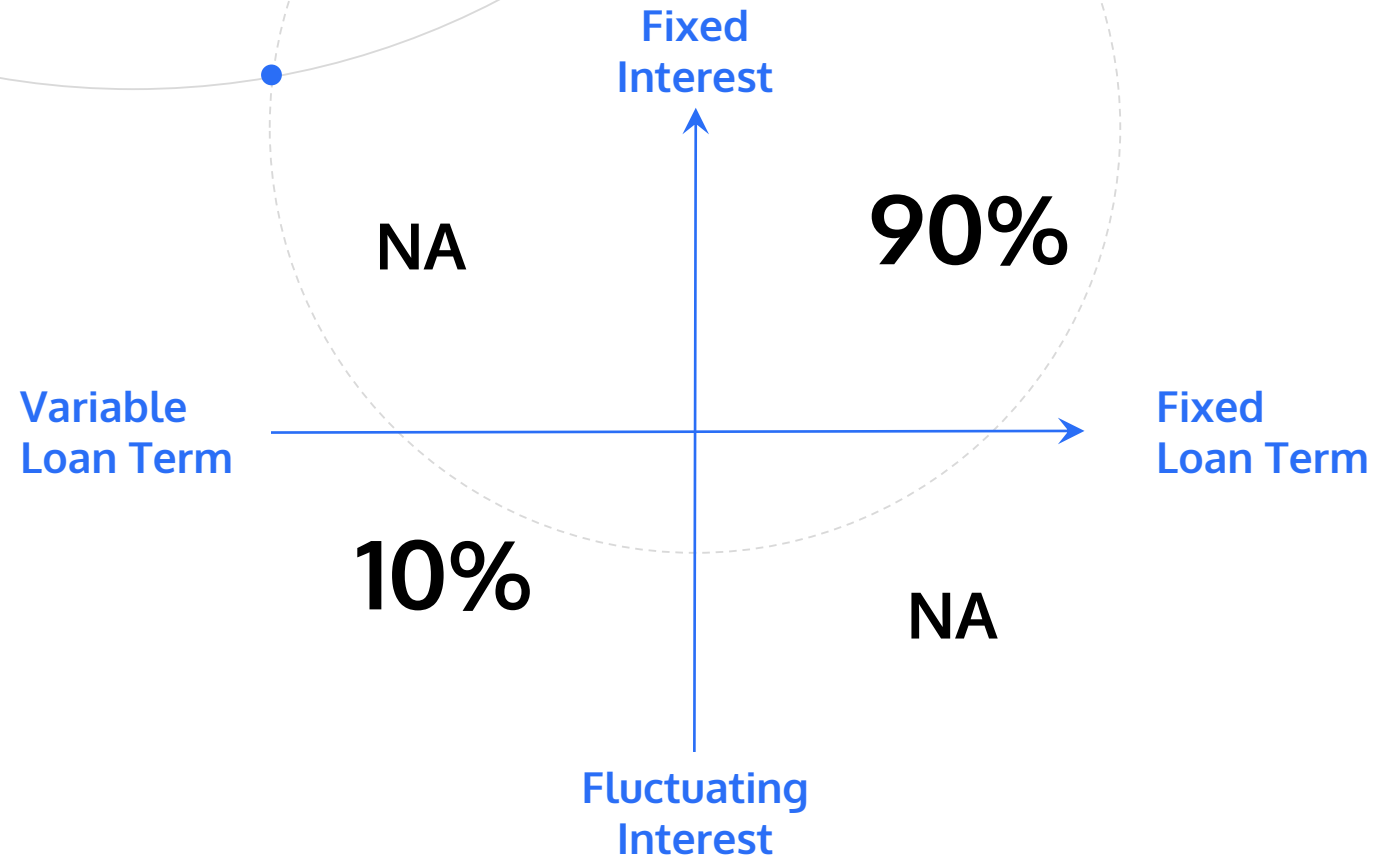 Fixed
Interest
NA
90%
Variable
Loan Term
Fixed
Loan Term
10%
NA
Fluctuating
Interest